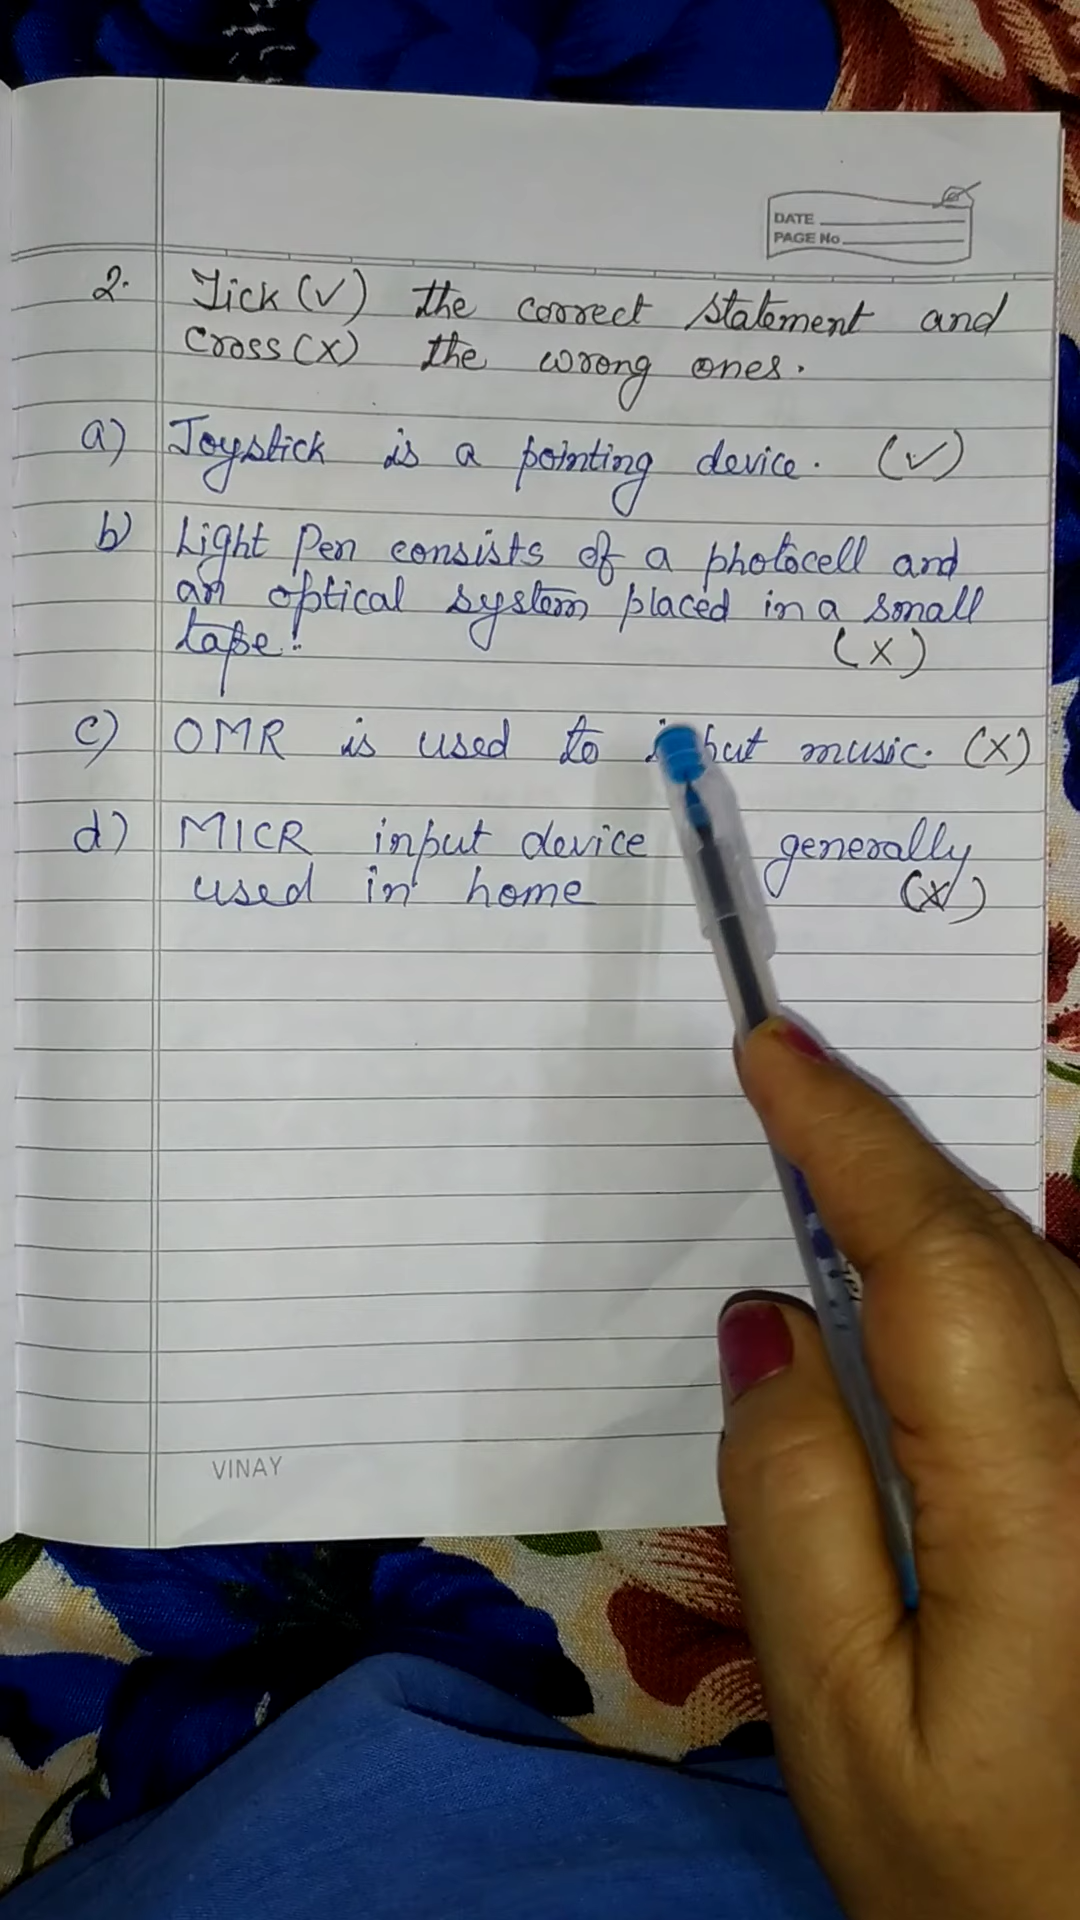 DATE
PAGE No
2. Tick (✓) the correct statement and
Cross (X) the wrong ones.
a) Joystick is a pointing device. (✓)
b) Light Pen consists of a photocell and
an optical system placed in a small
tape. (X)
c) OMR is used to input music. (X)
d) MICR input device generally
used in home (X)
VINAY